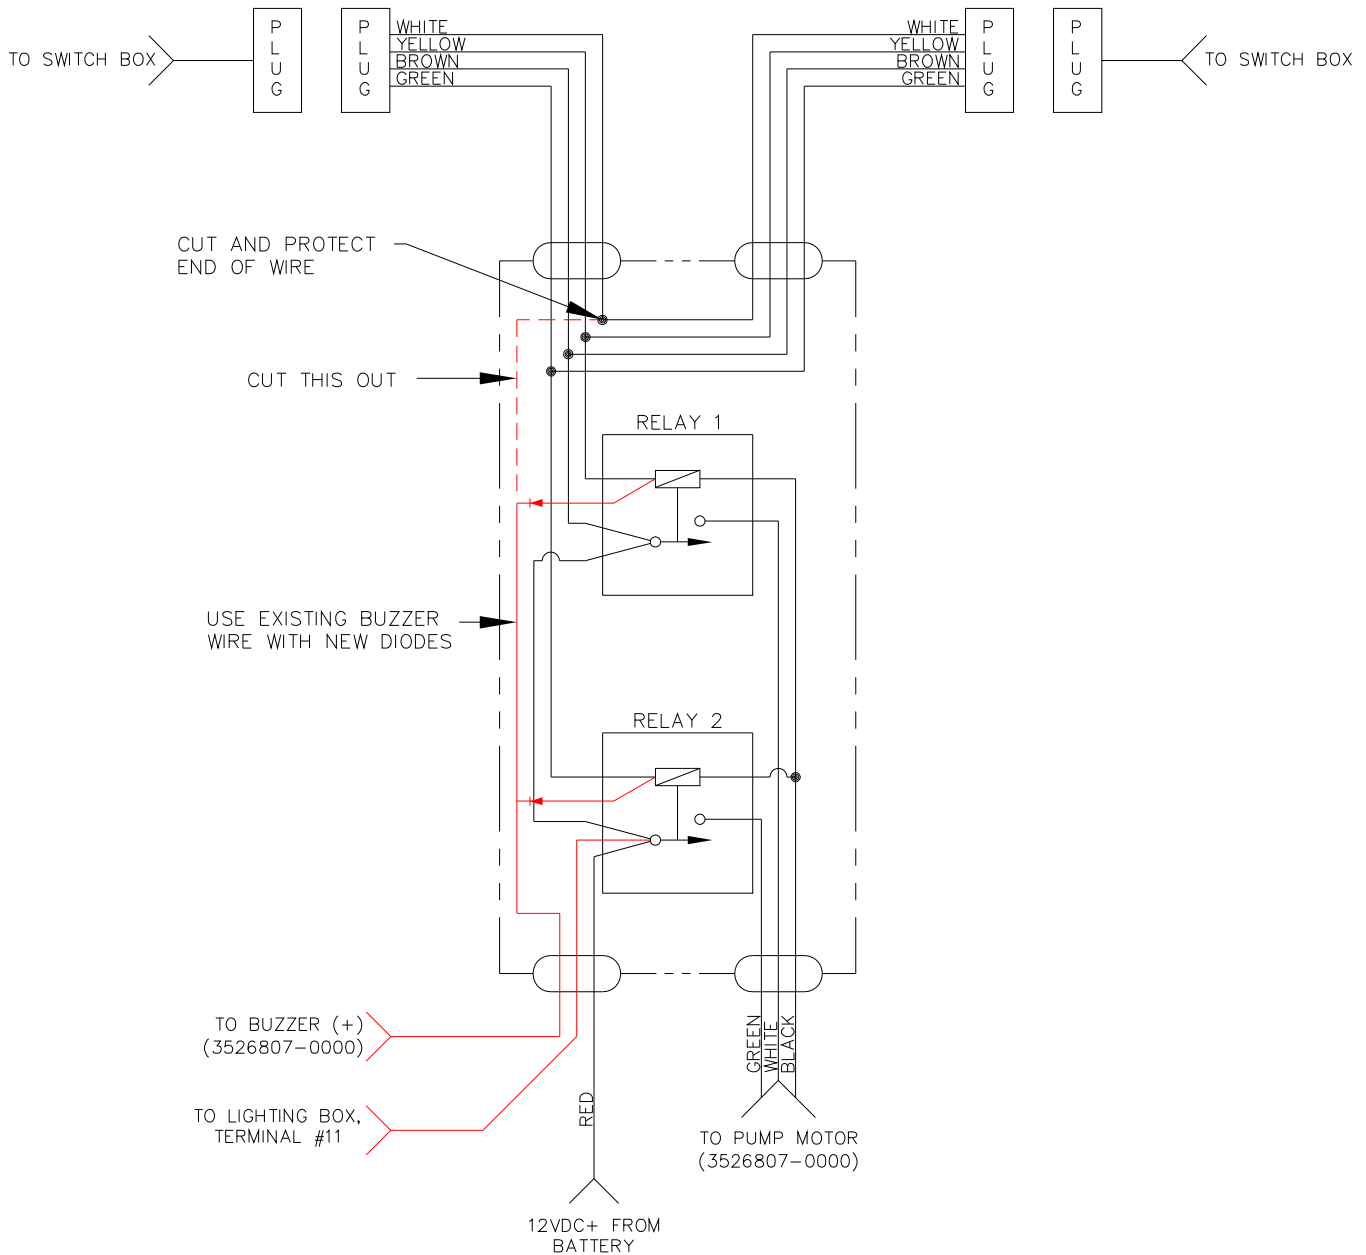 TO SWITCH BOX
PLUG
PLUG
WHITE
YELLOW
BROWN
GREEN
WHITE
YELLOW
BROWN
GREEN
PLUG
PLUG
TO SWITCH BOX
CUT AND PROTECT
END OF WIRE
CUT THIS OUT
RELAY 1
USE EXISTING BUZZER
WIRE WITH NEW DIODES
RELAY 2
TO BUZZER (+)
(3526807-0000)
TO LIGHTING BOX,
TERMINAL #11
RED
12VDC+ FROM
BATTERY
GREEN
WHITE
BLACK
TO PUMP MOTOR
(3526807-0000)